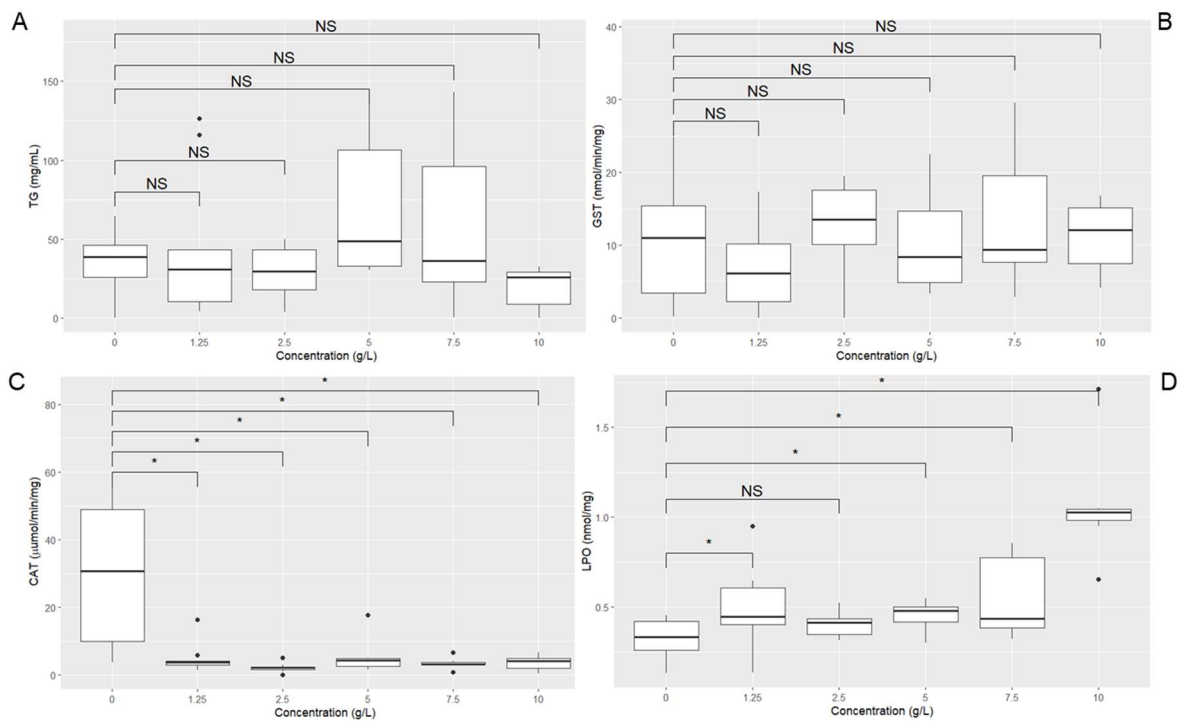 A
NS
NS
NS
NS
NS
150
100
50
0
TG (mg/mL)
0 1.25 2.5 5 7.5 10
Concentration (g/L)
B
NS
NS
NS
NS
NS
40
30
20
10
0
GST (nmol/min/mg)
0 1.25 2.5 5 7.5 10
Concentration (g/L)
C
*
*
*
*
*
80
60
40
20
0
CAT (µumol/min/mg)
0 1.25 2.5 5 7.5 10
Concentration (g/L)
D
*
*
*
NS
*
1.5
1.0
0.5
LPO (nmol/mg)
0 1.25 2.5 5 7.5 10
Concentration (g/L)